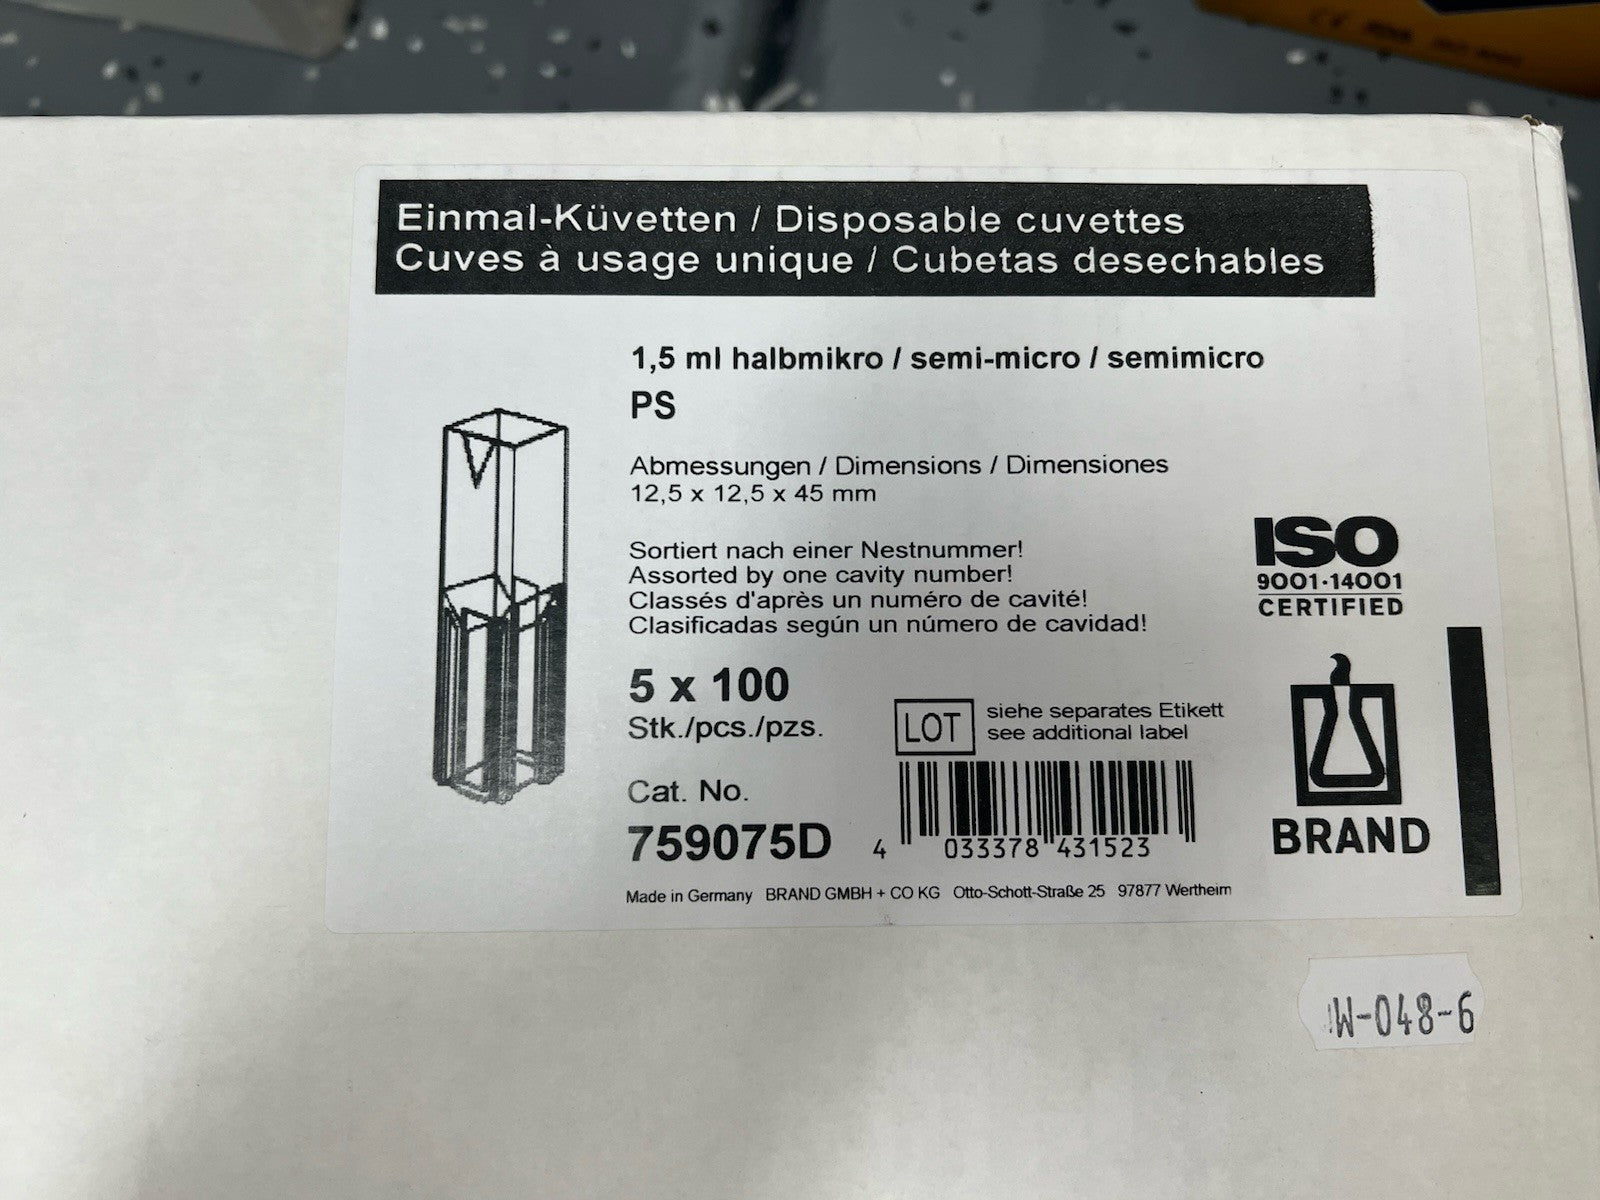 Einmal-Küvetten / Disposable cuvettes
Cuves à usage unique / Cubetas desechables
1,5 ml halbmikro / semi-micro / semimicro
PS
Abmessungen / Dimensions / Dimensiones
12,5 x 12,5 x 45 mm
Sortiert nach einer Nestnummer!
Assorted by one cavity number!
Classés d'après un numéro de cavité!
Clasificadas según un número de cavidad!
ISO
9001·14001
CERTIFIED
5 x 100
Stk./pcs./pzs.
LOT
siehe separates Etikett
see additional label
Cat. No.
759075D
4 033378 431523
BRAND
Made in Germany BRAND GMBH + CO KG Otto-Schott-Straße 25 97877 Wertheim
W-048-6